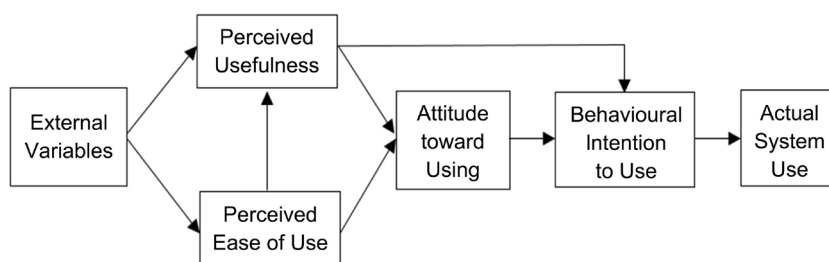 External
Variables
Perceived
Usefulness
Perceived
Ease of Use
Attitude
toward
Using
Behavioural
Intention
to Use
Actual
System
Use